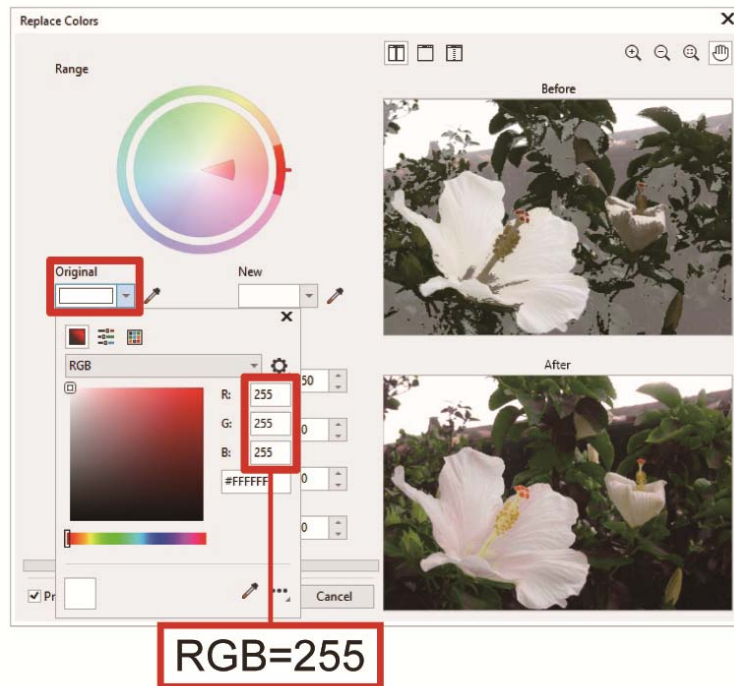 Replace Colors
Range
Before
Original
New
RGB
R: 255
50
G: 255
0
B: 255
#FFFFFF
0
0
After
Pr
Cancel
RGB=255